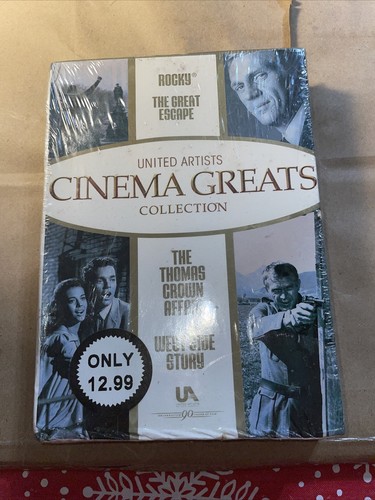 ROCKY®
THE GREAT
ESCAPE
UNITED ARTISTS
CINEMA GREATS
COLLECTION
THE
THOMAS
CROWN
AFFAIR
WEST SIDE
STORY
ONLY
12.99
UA
90